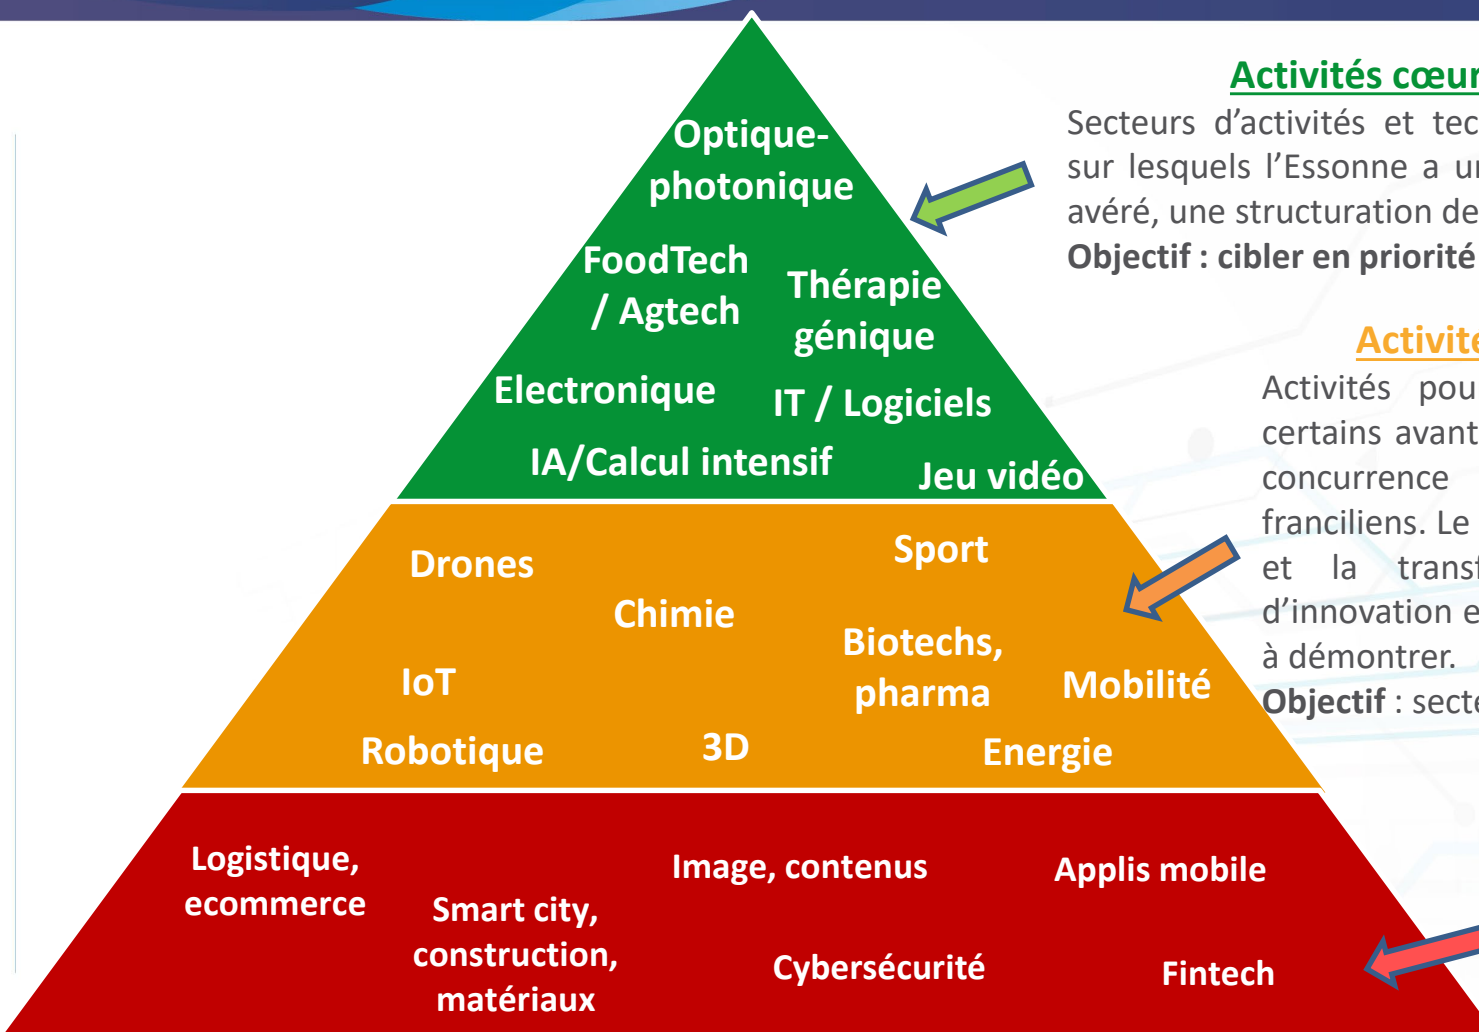 Optique-
photonique
FoodTech
/ Agtech
Thérapie
génique
Electronique
IT / Logiciels
IA/Calcul intensif
Jeu vidéo
Drones
Sport
Chimie
Biotechs,
pharma
IoT
Mobilité
Robotique
3D
Energie
Logistique,
ecommerce
Image, contenus
Applis mobile
Smart city,
construction,
matériaux
Cybersécurité
Fintech
Activités cœur
Secteurs d’activités et tec
sur lesquels l’Essonne a un
avéré, une structuration de
Objectif : cibler en priorité
Activité
Activités pou
certains avant
concurrence
franciliens. Le
et la transf
d’innovation e
à démontrer.
Objectif : secte